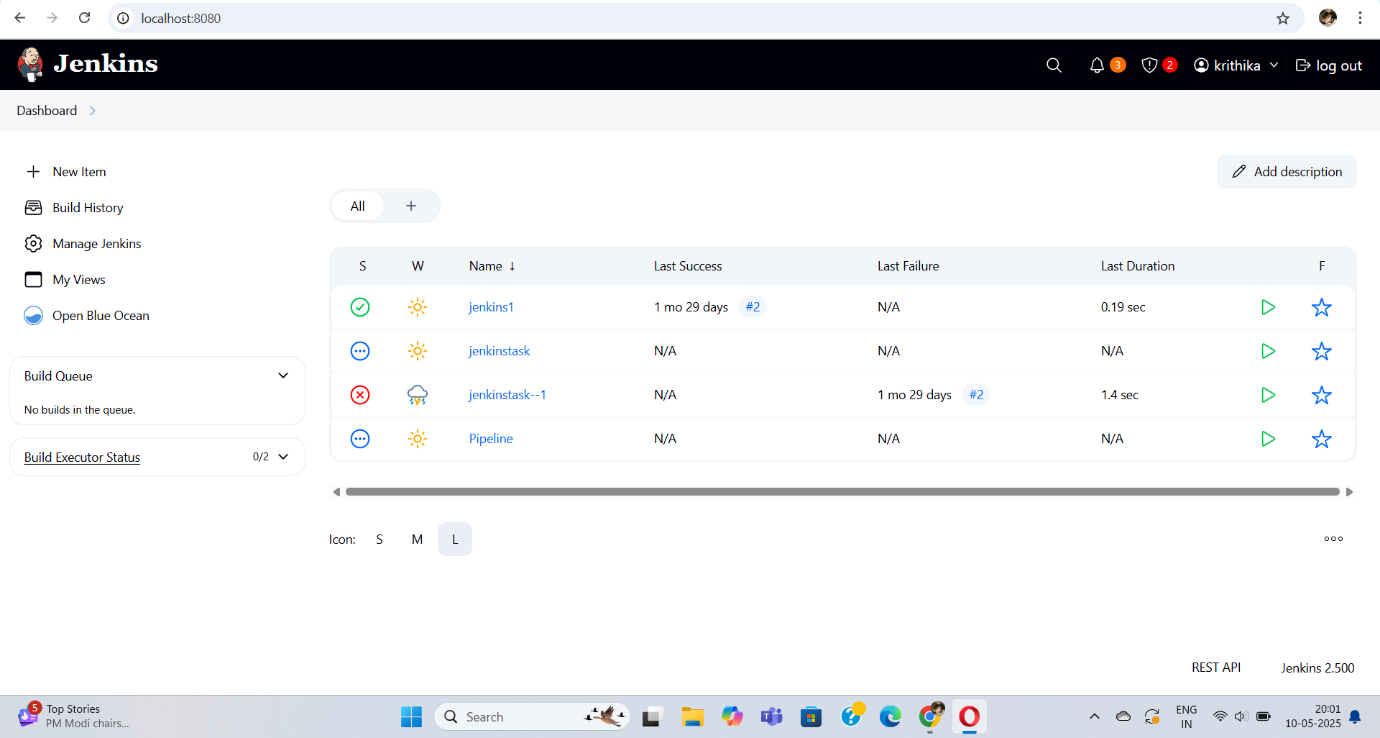 localhost:8080
Jenkins
3
2
krithika
log out
Dashboard
New Item
Build History
Manage Jenkins
My Views
Open Blue Ocean
Build Queue
No builds in the queue.
Build Executor Status 0/2
Add description
All +
S W Name ↓ Last Success Last Failure Last Duration F
jenkins1 1 mo 29 days #2 N/A 0.19 sec
jenkinstask N/A N/A N/A
jenkinstask--1 N/A 1 mo 29 days #2 1.4 sec
Pipeline N/A N/A N/A
Icon: S M L
REST API Jenkins 2.500
5
Top Stories
PM Modi chairs...
Search
ENG
IN
20:01
10-05-2025